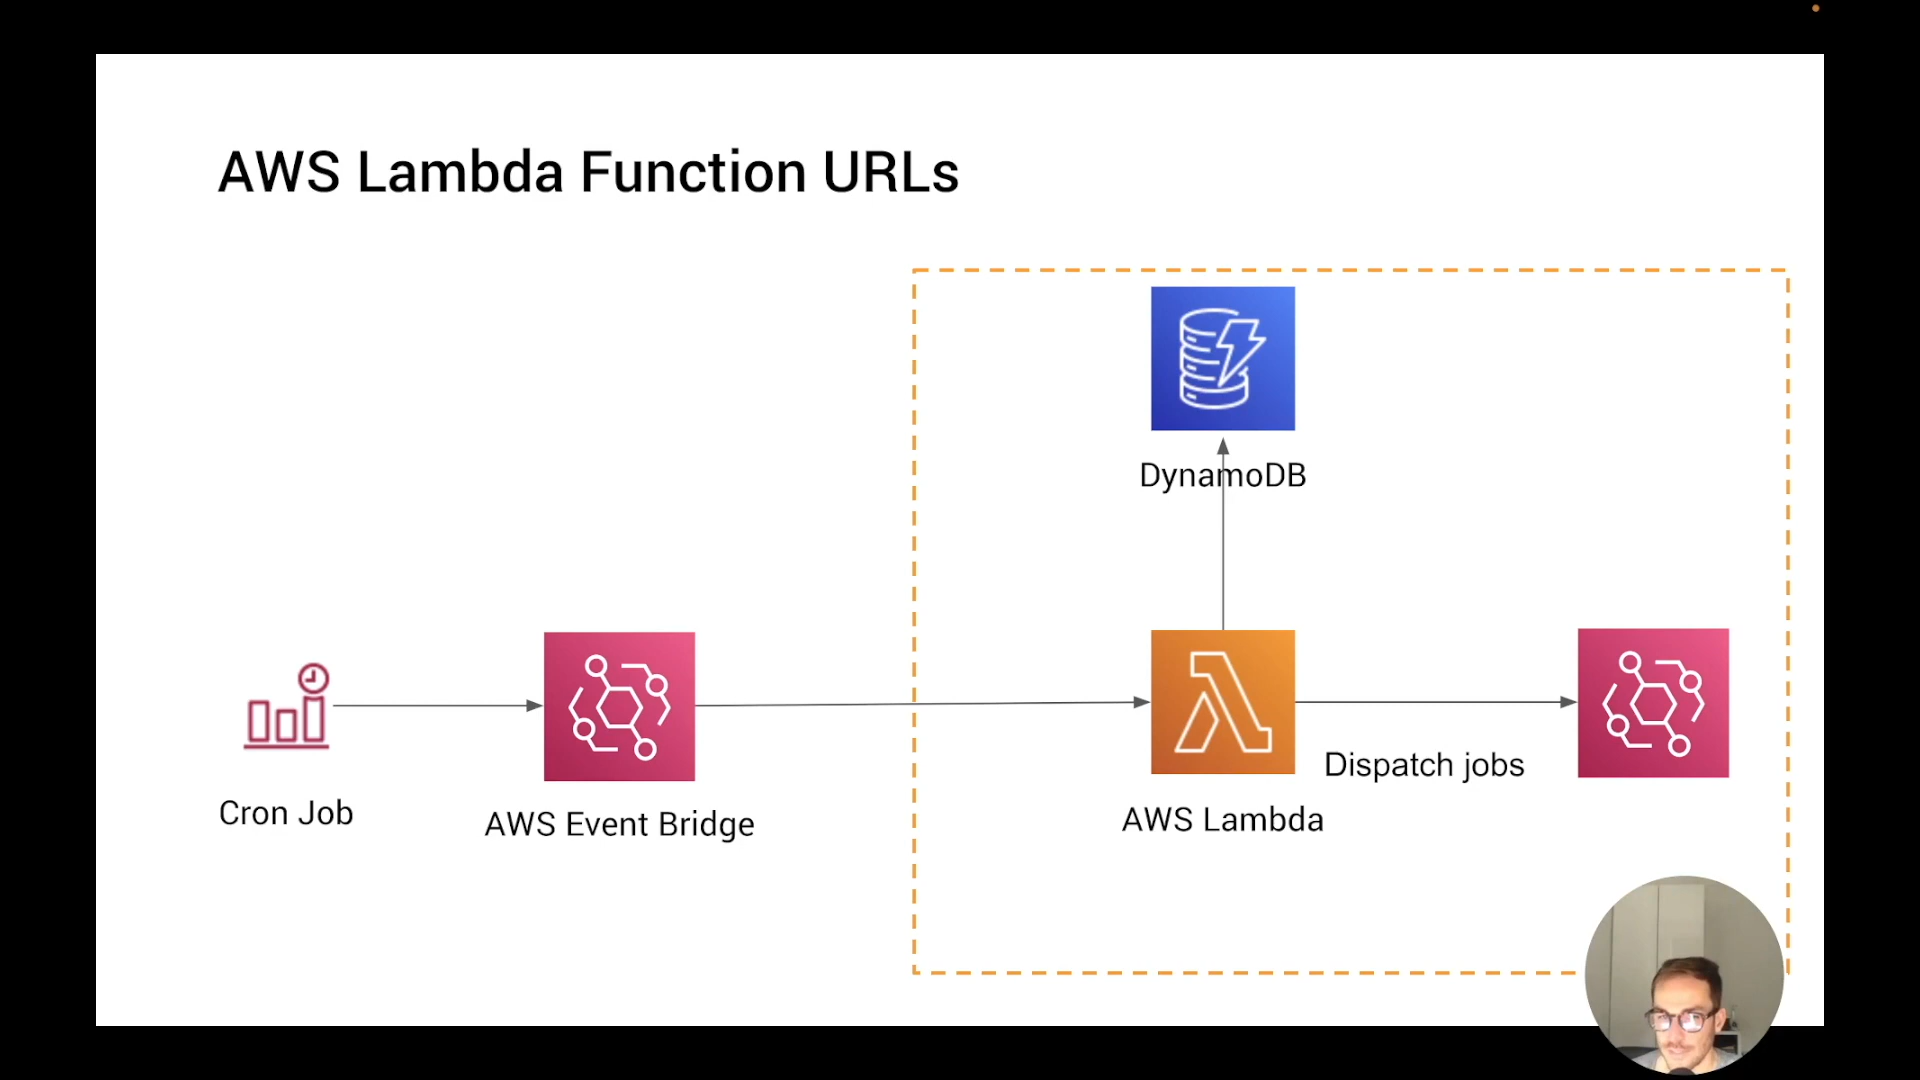 AWS Lambda Function URLs
DynamoDB
Dispatch jobs
Cron Job
AWS Event Bridge
AWS Lambda